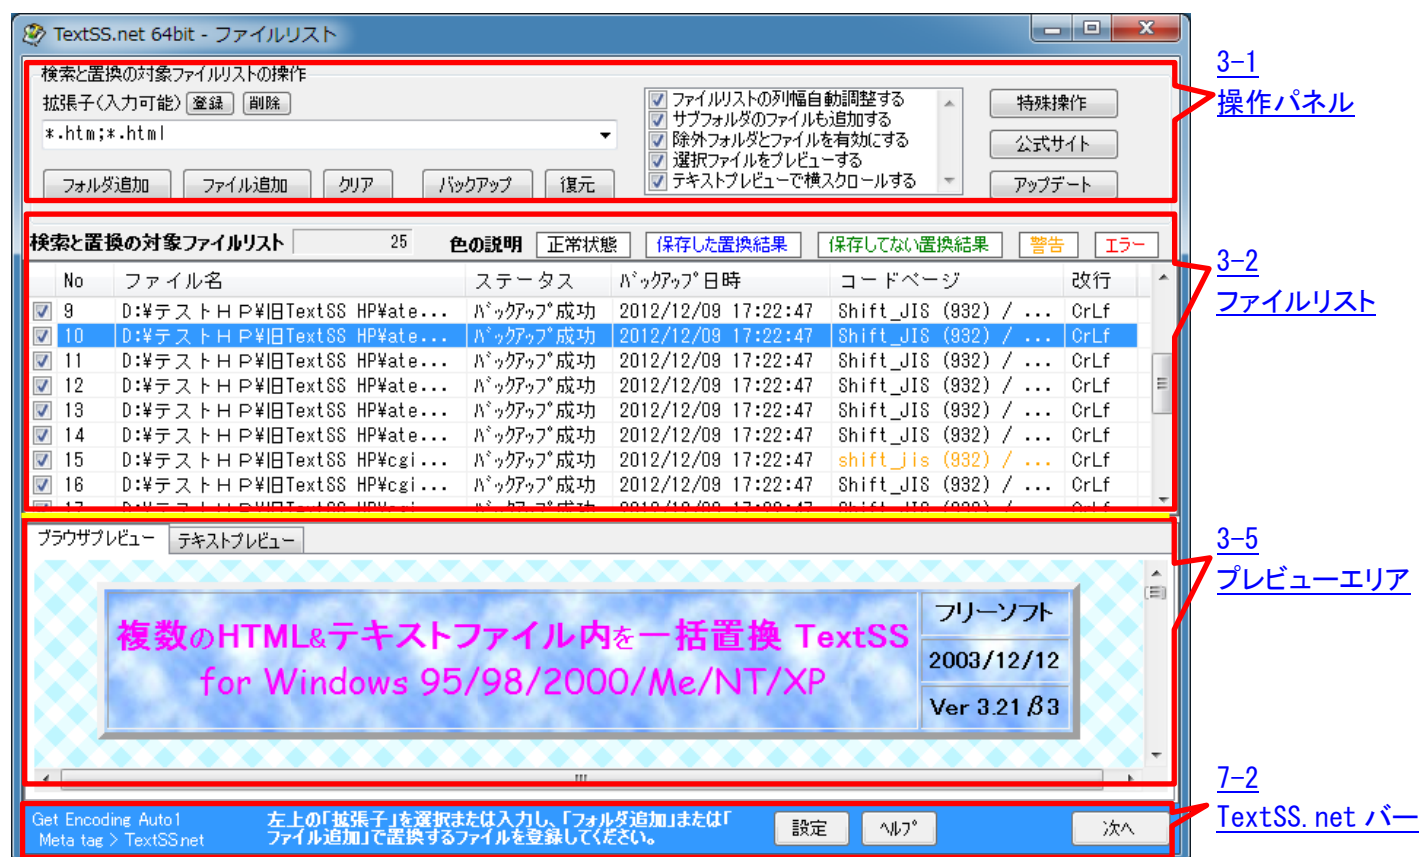 TextSS.net 64bit - ファイルリスト
検索と置換の対象ファイルリストの操作
拡張子(入力可能) 登録 削除
*.htm;*.html
フォルダ追加 ファイル追加 クリア バックアップ 復元
ファイルリストの列幅自動調整する
サブフォルダのファイルも追加する
除外フォルダとファイルを有効にする
選択ファイルをプレビューする
テキストプレビューで横スクロールする
特殊操作
公式サイト
アップデート
3-1
操作パネル
検索と置換の対象ファイルリスト 25 色の説明 正常状態 保存した置換結果 保存してない置換結果 警告 エラー
No ファイル名 ステータス ﾊﾞｯｸｱｯﾌﾟ日時 コードページ 改行
9 D:¥テストＨＰ¥旧TextSS HP¥ate... ﾊﾞｯｸｱｯﾌﾟ成功 2012/12/09 17:22:47 Shift_JIS (932) / ... CrLf
10 D:¥テストＨＰ¥旧TextSS HP¥ate... ﾊﾞｯｸｱｯﾌﾟ成功 2012/12/09 17:22:47 Shift_JIS (932) / ... CrLf
11 D:¥テストＨＰ¥旧TextSS HP¥ate... ﾊﾞｯｸｱｯﾌﾟ成功 2012/12/09 17:22:47 Shift_JIS (932) / ... CrLf
12 D:¥テストＨＰ¥旧TextSS HP¥ate... ﾊﾞｯｸｱｯﾌﾟ成功 2012/12/09 17:22:47 Shift_JIS (932) / ... CrLf
13 D:¥テストＨＰ¥旧TextSS HP¥ate... ﾊﾞｯｸｱｯﾌﾟ成功 2012/12/09 17:22:47 Shift_JIS (932) / ... CrLf
14 D:¥テストＨＰ¥旧TextSS HP¥ate... ﾊﾞｯｸｱｯﾌﾟ成功 2012/12/09 17:22:47 Shift_JIS (932) / ... CrLf
15 D:¥テストＨＰ¥旧TextSS HP¥cgi... ﾊﾞｯｸｱｯﾌﾟ成功 2012/12/09 17:22:47 shift_jis (932) / ... CrLf
16 D:¥テストＨＰ¥旧TextSS HP¥cgi... ﾊﾞｯｸｱｯﾌﾟ成功 2012/12/09 17:22:47 Shift_JIS (932) / ... CrLf
3-2
ファイルリスト
ブラウザプレビュー テキストプレビュー
複数のHTML&テキストファイル内を一括置換 TextSS
for Windows 95/98/2000/Me/NT/XP
フリーソフト
2003/12/12
Ver 3.21 β3
3-5
プレビューエリア
Get Encoding Auto1
Meta tag > TextSS.net
左上の「拡張子」を選択または入力し、「フォルダ追加」または「
ファイル追加」で置換するファイルを登録してください。
設定 ﾍﾙﾌﾟ 次へ
7-2
TextSS.net バー